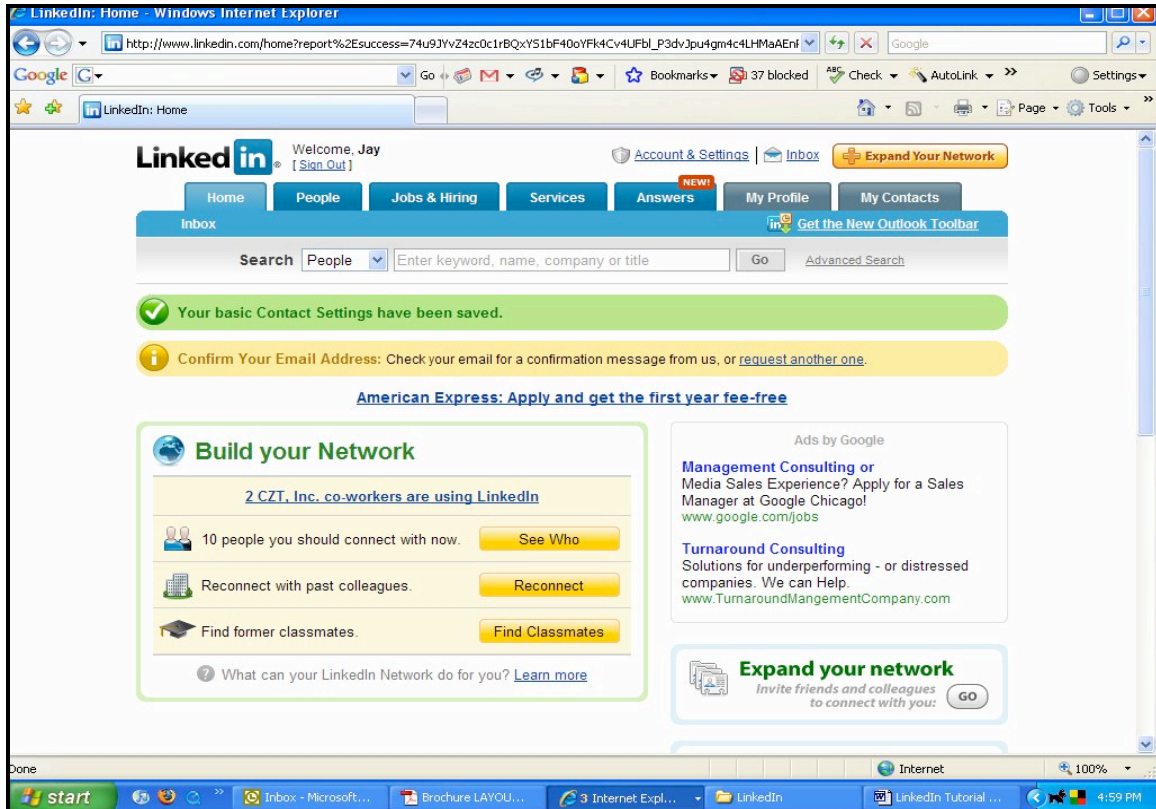 LinkedIn: Home - Windows Internet Explorer
http://www.linkedin.com/home?report%2Esuccess=74u9JYvZ4zc0c1rBQxYS1bF40oYFk4Cv4UFbl_P3dvJpu4gm4c4LHMaAEnf
Google
Google G Go Bookmarks 37 blocked ABC Check AutoLink » Settings
LinkedIn: Home Page Tools »
Linked in ® Welcome, Jay
[ Sign Out ]
Account & Settings Inbox Expand Your Network
NEW!
Home People Jobs & Hiring Services Answers My Profile My Contacts
Inbox Get the New Outlook Toolbar
Search People Enter keyword, name, company or title Go Advanced Search
Your basic Contact Settings have been saved.
Confirm Your Email Address: Check your email for a confirmation message from us, or request another one.
American Express: Apply and get the first year fee-free
Build your Network
2 CZT, Inc. co-workers are using LinkedIn
10 people you should connect with now. See Who
Reconnect with past colleagues. Reconnect
Find former classmates. Find Classmates
What can your LinkedIn Network do for you? Learn more
Ads by Google
Management Consulting or
Media Sales Experience? Apply for a Sales
Manager at Google Chicago!
www.google.com/jobs
Turnaround Consulting
Solutions for underperforming - or distressed
companies. We can Help.
www.TurnaroundMangementCompany.com
Expand your network
Invite friends and colleagues
to connect with you: GO
Done Internet 100%
start » Inbox - Microsoft... Brochure LAYOU... 3 Internet Expl... LinkedIn LinkedIn Tutorial ... 4:59 PM